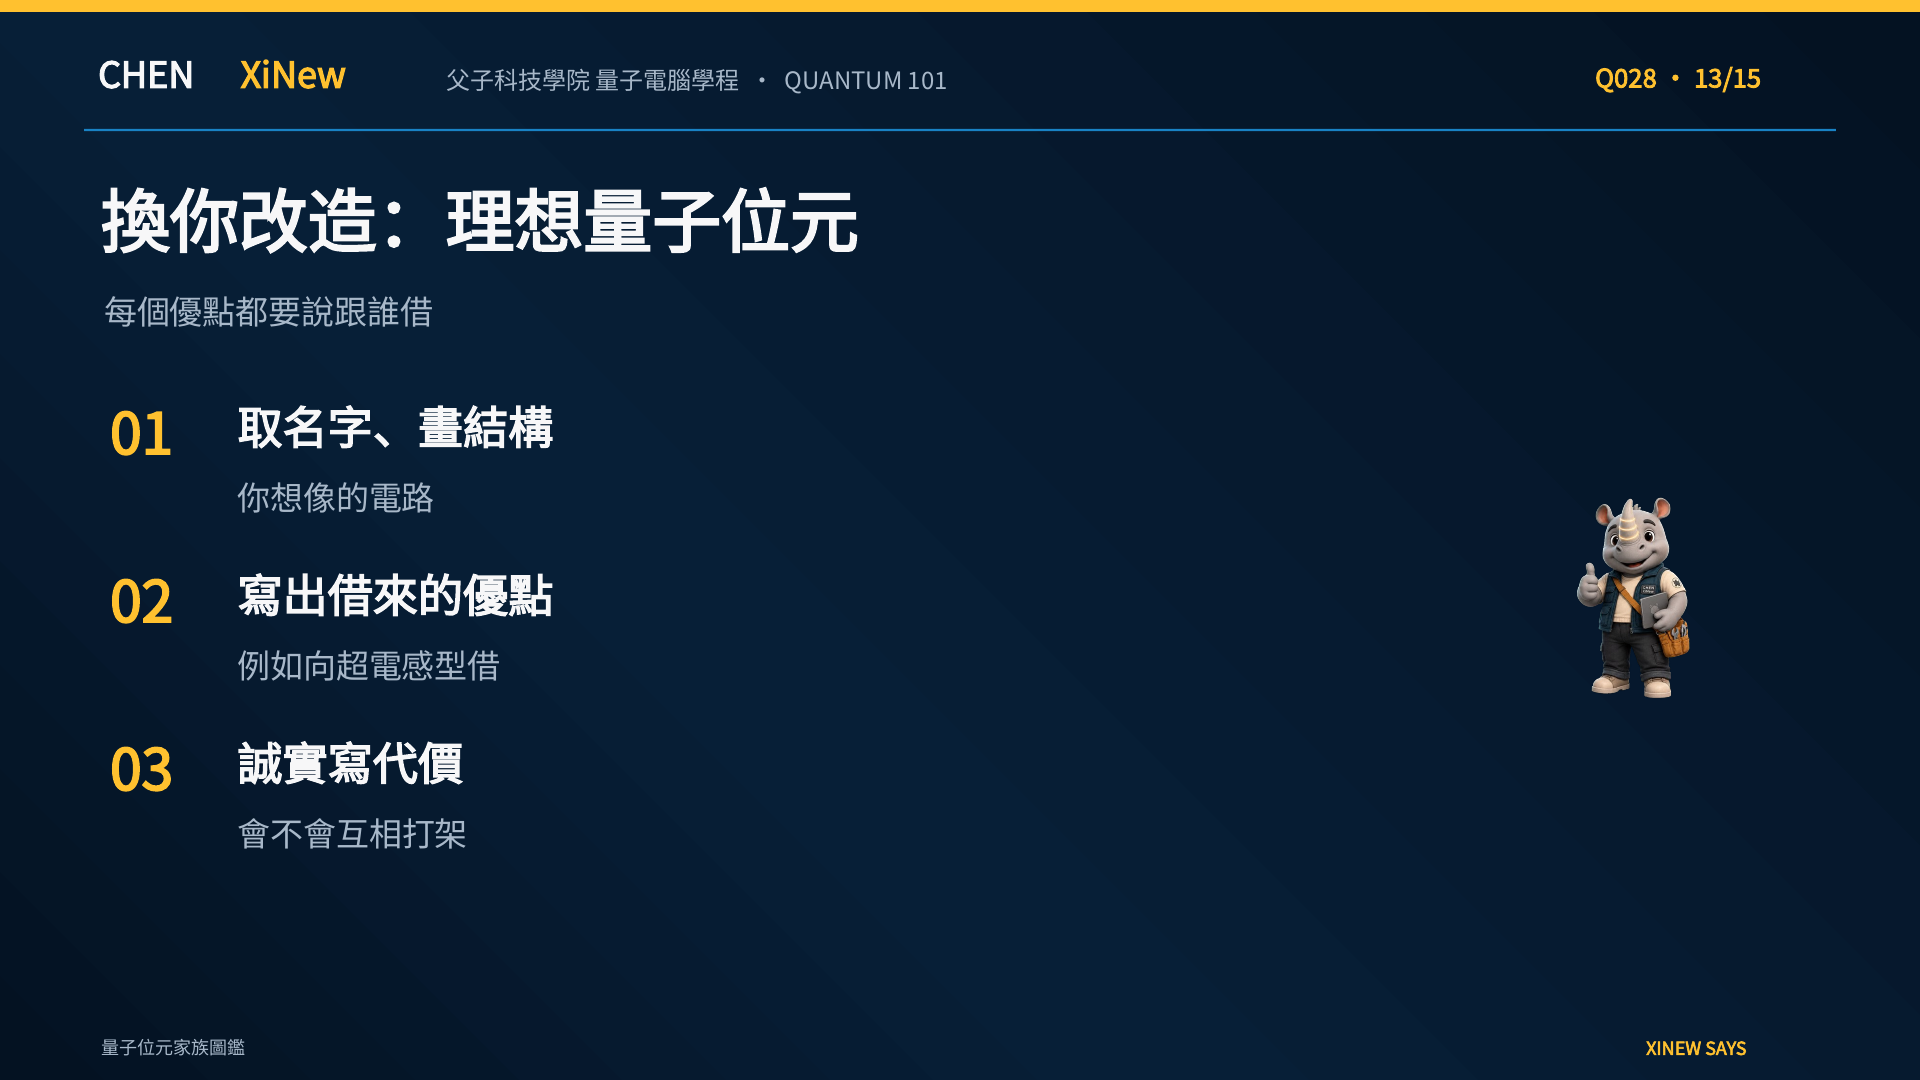 CHEN XiNew 父子科技學院 量子電腦學程 • QUANTUM 101 Q028 • 13/15
換你改造：理想量子位元
每個優點都要說跟誰借
01 取名字、畫結構
你想像的電路
02 寫出借來的優點
例如向超電感型借
03 誠實寫代價
會不會互相打架
量子位元家族圖鑑 XINEW SAYS